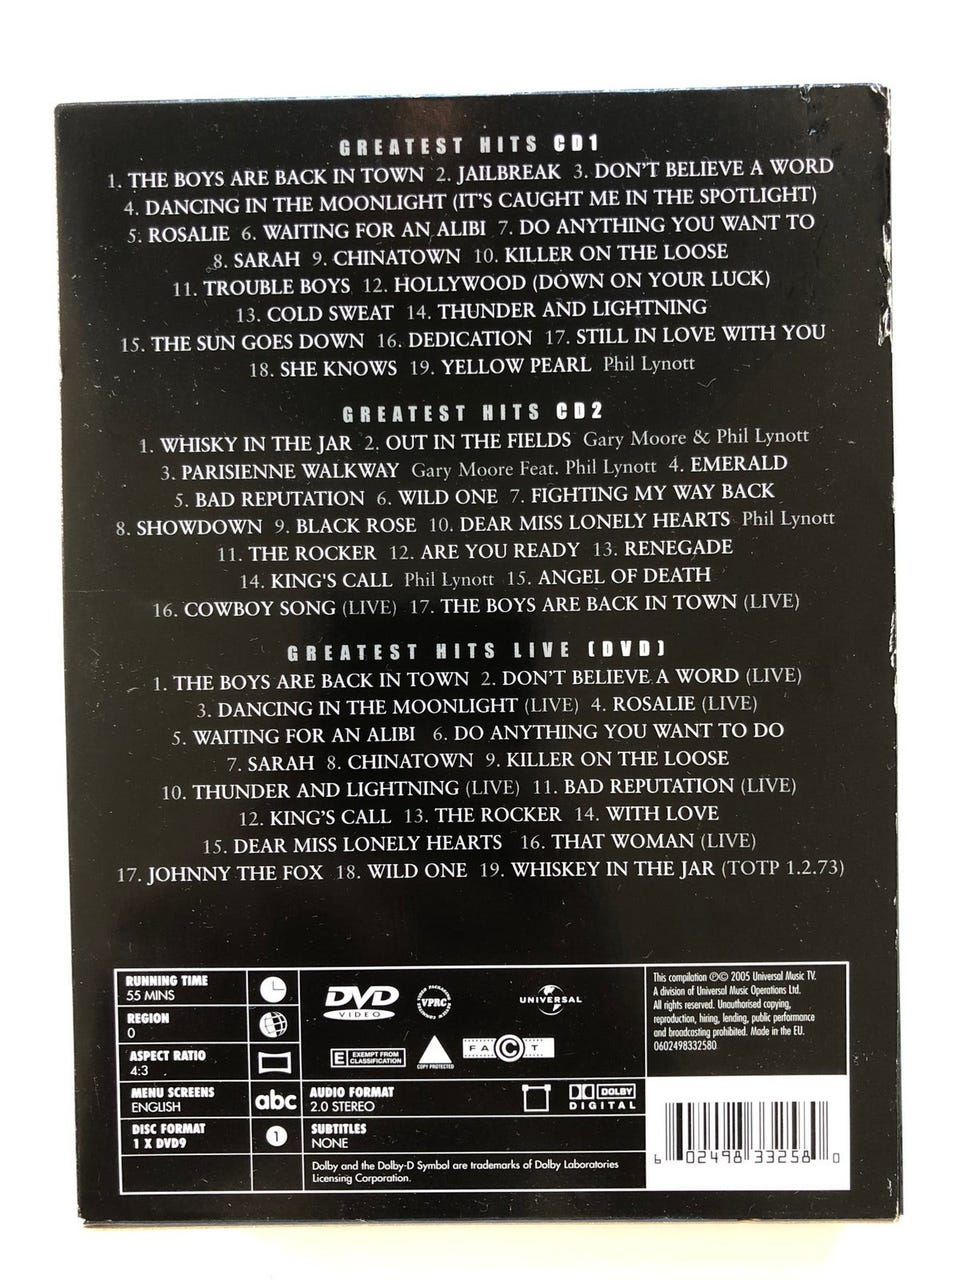 GREATEST HITS CD1
1. THE BOYS ARE BACK IN TOWN 2. JAILBREAK 3. DON'T BELIEVE A WORD
4. DANCING IN THE MOONLIGHT (IT'S CAUGHT ME IN THE SPOTLIGHT)
5. ROSALIE 6. WAITING FOR AN ALIBI 7. DO ANYTHING YOU WANT TO
8. SARAH 9. CHINATOWN 10. KILLER ON THE LOOSE
11. TROUBLE BOYS 12. HOLLYWOOD (DOWN ON YOUR LUCK)
13. COLD SWEAT 14. THUNDER AND LIGHTNING
15. THE SUN GOES DOWN 16. DEDICATION 17. STILL IN LOVE WITH YOU
18. SHE KNOWS 19. YELLOW PEARL Phil Lynott
GREATEST HITS CD2
1. WHISKY IN THE JAR 2. OUT IN THE FIELDS Gary Moore & Phil Lynott
3. PARISIENNE WALKWAY Gary Moore Feat. Phil Lynott 4. EMERALD
5. BAD REPUTATION 6. WILD ONE 7. FIGHTING MY WAY BACK
8. SHOWDOWN 9. BLACK ROSE 10. DEAR MISS LONELY HEARTS Phil Lynott
11. THE ROCKER 12. ARE YOU READY 13. RENEGADE
14. KING'S CALL Phil Lynott 15. ANGEL OF DEATH
16. COWBOY SONG (LIVE) 17. THE BOYS ARE BACK IN TOWN (LIVE)
GREATEST HITS LIVE (DVD)
1. THE BOYS ARE BACK IN TOWN 2. DON'T BELIEVE A WORD (LIVE)
3. DANCING IN THE MOONLIGHT (LIVE) 4. ROSALIE (LIVE)
5. WAITING FOR AN ALIBI 6. DO ANYTHING YOU WANT TO DO
7. SARAH 8. CHINATOWN 9. KILLER ON THE LOOSE
10. THUNDER AND LIGHTNING (LIVE) 11. BAD REPUTATION (LIVE)
12. KING'S CALL 13. THE ROCKER 14. WITH LOVE
15. DEAR MISS LONELY HEARTS 16. THAT WOMAN (LIVE)
17. JOHNNY THE FOX 18. WILD ONE 19. WHISKEY IN THE JAR (TOTP 1.2.73)
RUNNING TIME
55 MINS
REGION
0
ASPECT RATIO
4:3
MENU SCREENS
ENGLISH
abc
DISC FORMAT
1 X DVD9
1
DVD
VIDEO
VPRC
UNIVERSAL
E EXEMPT FROM
CLASSIFICATION
COPY PROTECTED
FACT
AUDIO FORMAT
2.0 STEREO
DOLBY
DIGITAL
SUBTITLES
NONE
Dolby and the Dolby-D Symbol are trademarks of Dolby Laboratories
Licensing Corporation.
This compilation ℗© 2005 Universal Music TV.
A division of Universal Music Operations Ltd.
All rights reserved. Unauthorised copying,
reproduction, hiring, lending, public performance
and broadcasting prohibited. Made in the EU.
0602498332580
6 02498 33258 0